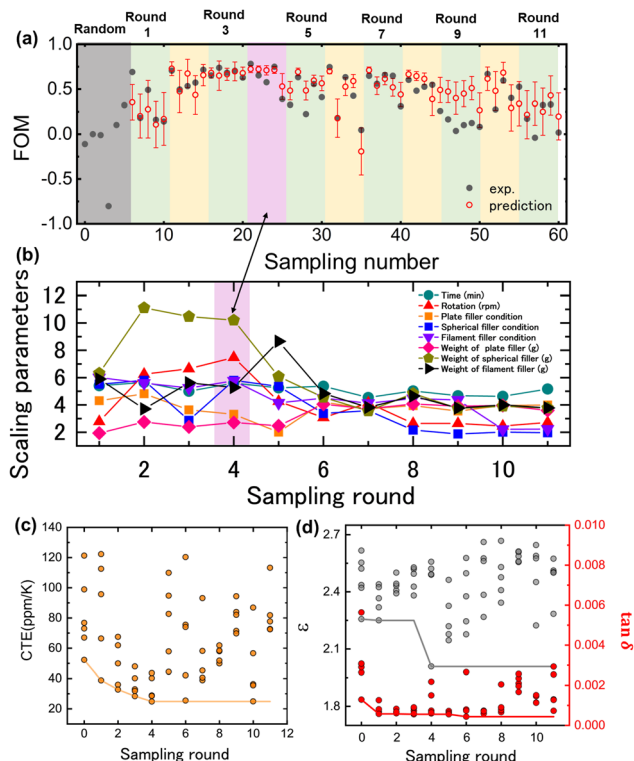 (a)
Random
Round 1
Round 3
Round 5
Round 7
Round 9
Round 11
FOM
1.0
0.5
0.0
-0.5
-1.0
exp.
prediction
0 10 20 30 40 50 60
Sampling number
(b)
Scaling parameters
12
10
8
6
4
2
Time (min)
Rotation (rpm)
Plate filler condition
Spherical filler condition
Filament filler condition
Weight of plate filler (g)
Weight of spherical filler (g)
Weight of filament filler (g)
2 4 6 8 10
Sampling round
(c)
CTE(ppm/K)
140
120
100
80
60
40
20
0 2 4 6 8 10 12
Sampling round
(d)
ε
2.7
2.4
2.1
1.8
0.010
0.008
0.006
0.004
0.003
0.002
0.001
0.000
tan δ
0 2 4 6 8 10
Sampling round